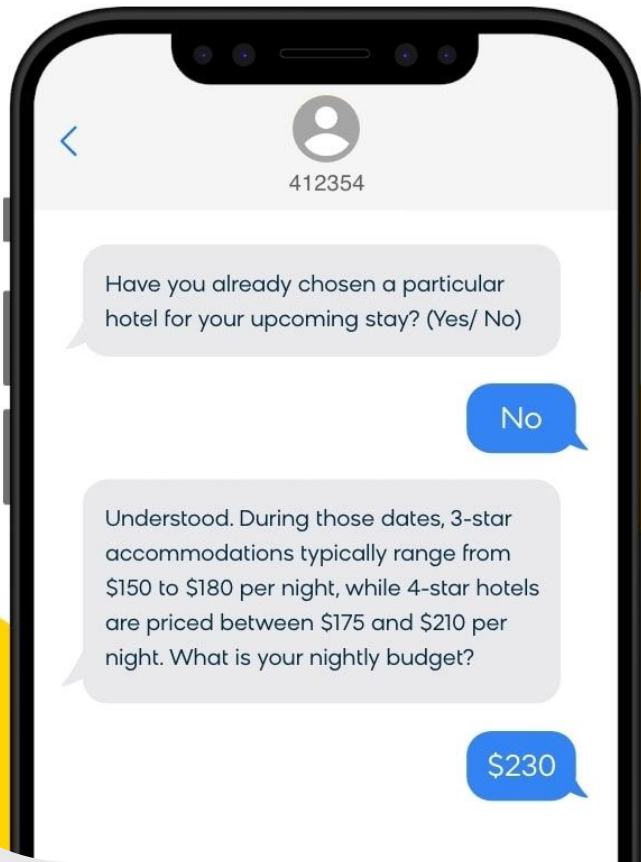 412354
Have you already chosen a particular
hotel for your upcoming stay? (Yes/ No)
No
Understood. During those dates, 3-star
accommodations typically range from
$150 to $180 per night, while 4-star hotels
are priced between $175 and $210 per
night. What is your nightly budget?
$230